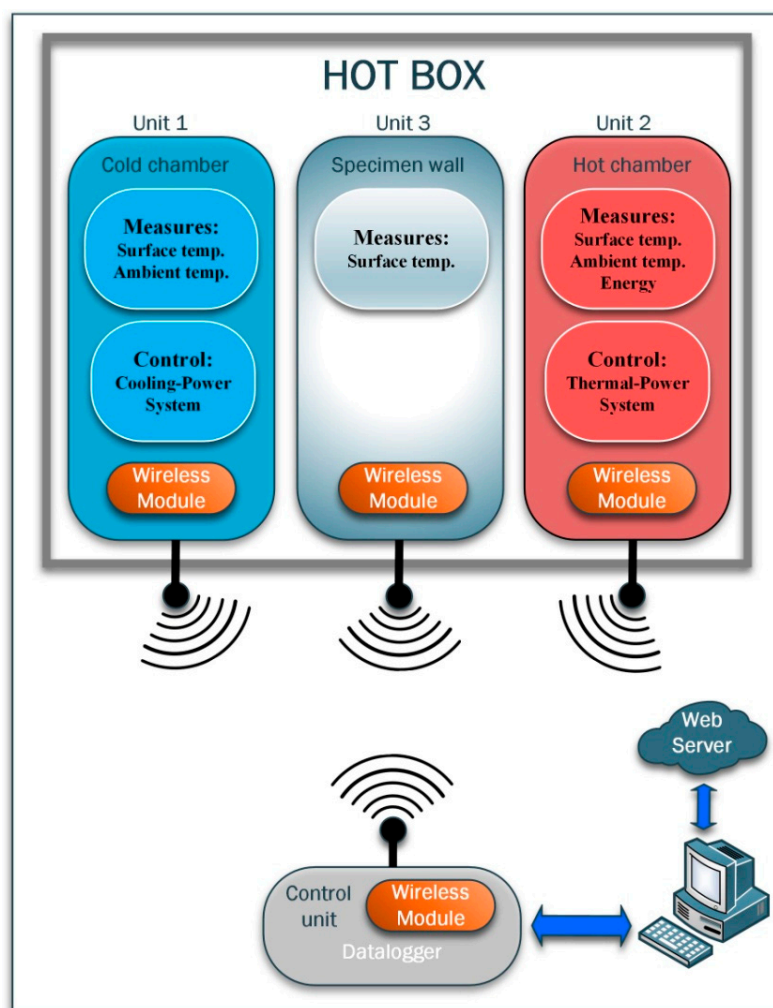 HOT BOX
Unit 1
Cold chamber
Measures:
Surface temp.
Ambient temp.
Control:
Cooling-Power
System
Wireless
Module
Unit 3
Specimen wall
Measures:
Surface temp.
Wireless
Module
Unit 2
Hot chamber
Measures:
Surface temp.
Ambient temp.
Energy
Control:
Thermal-Power
System
Wireless
Module
Web
Server
Control
unit
Wireless
Module
Datalogger